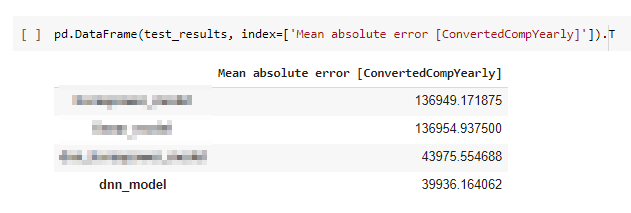 [ ] pd.DataFrame(test_results, index=['Mean absolute error [ConvertedCompYearly]']).T
Mean absolute error [ConvertedCompYearly]
136949.171875
136954.937500
43975.554688
dnn_model 39936.164062